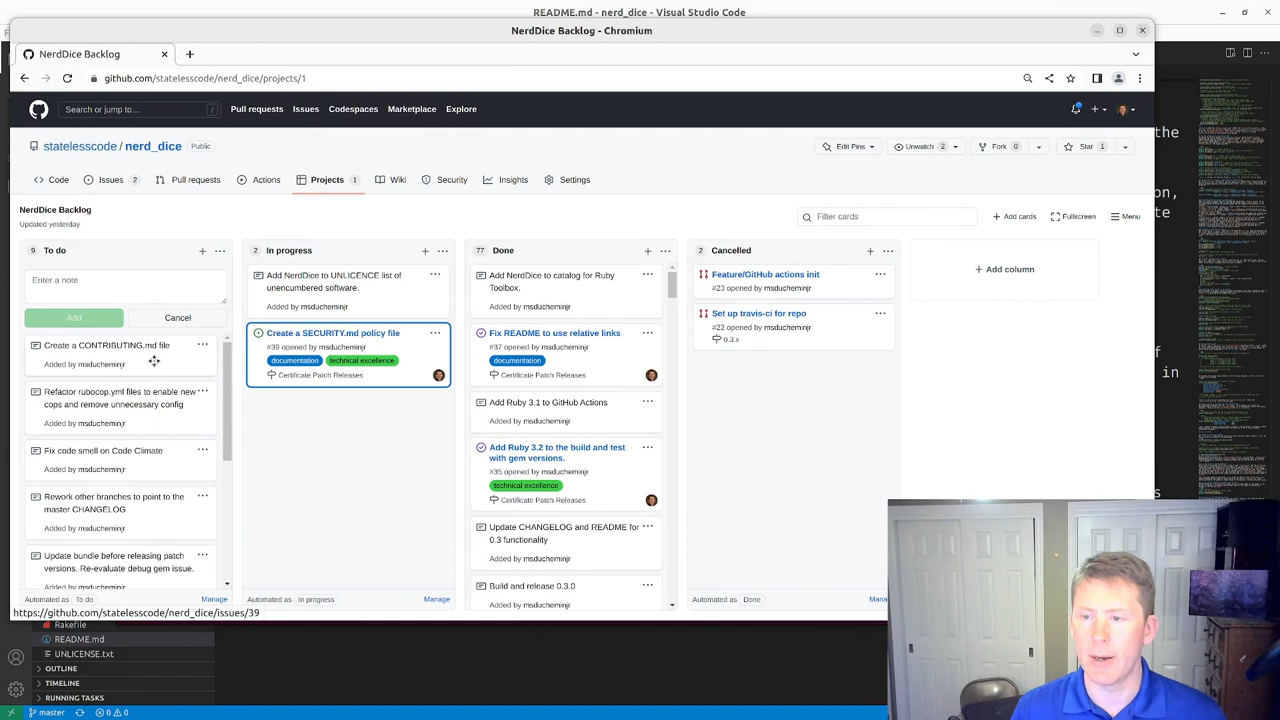 README.md - nerd_dice - Visual Studio Code
NerdDice Backlog - Chromium
NerdDice Backlog
github.com/statelesscode/nerd_dice/projects/1
Search or jump to...
/
Pull requests
Issues
Codespaces
Marketplace
Explore
statelesscode / nerd_dice
Public
Edit Pins
Unwatch 2
Fork 0
Star 1
Code
Issues 2
Pull requests
Actions
Projects 1
Wiki
Security
Insights
Settings
NerdDice Backlog
Updated yesterday
Filter cards
Add cards
Fullscreen
Menu
9 To do
Enter a note
Add
Cancel
Create a CONTRIBUTING.md file
Added by msducheminjr
Refactor rubocop.yml files to enable new
cops and remove unnecessary config
Added by msducheminjr
Fix code smell on Code Climate
Added by msducheminjr
Rework other branches to point to the
master CHANGELOG
Added by msducheminjr
Update bundle before releasing patch
versions. Re-evaluate debug gem issue.
Added by msducheminjr
Automated as To do
Manage
2 In progress
Add NerdDice to UNLICENCE list of
unencumbered software.
Added by msducheminjr
Create a SECURITY.md policy file
#39 opened by msducheminjr
documentation
technical excellence
Certificate Patch Releases
Automated as In progress
Manage
77 Done
Add NerdDice to catalog for Ruby
Toolbox
Added by msducheminjr
Fix README to use relative links
#37 opened by msducheminjr
documentation
Certificate Patch Releases
Add Ruby 3.1 to GitHub Actions
Added by msducheminjr
Add Ruby 3.2 to the build and test
with gem versions.
#35 opened by msducheminjr
technical excellence
Certificate Patch Releases
Update CHANGELOG and README for
0.3 functionality
Added by msducheminjr
Build and release 0.3.0
Added by msducheminjr
Automated as Done
2 Cancelled
Feature/GitHub actions init
#23 opened by msducheminjr
Set up travis-ci for repo
#22 opened by msducheminjr
0.3.x
Automated as Done
Mana
Add column
https://github.com/statelesscode/nerd_dice/issues/39
the
on,
te
f
in
s
Rakefile
README.md
UNLICENSE.txt
OUTLINE
TIMELINE
RUNNING TASKS
master
0
0